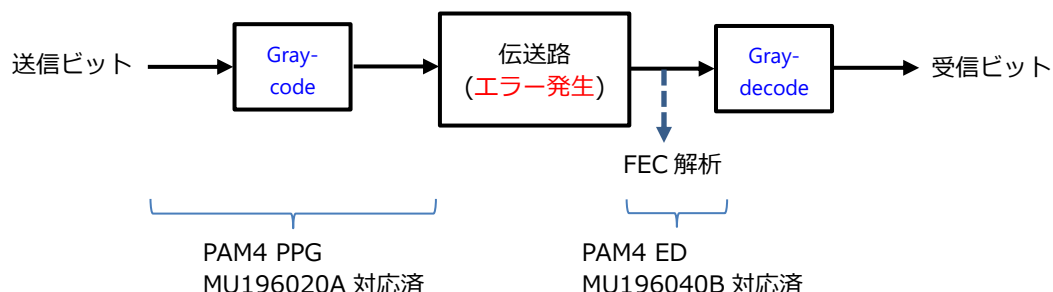 送信ビット
Gray-
code
伝送路
(エラー発生)
Gray-
decode
受信ビット
FEC 解析
PAM4 PPG
MU196020A 対応済
PAM4 ED
MU196040B 対応済